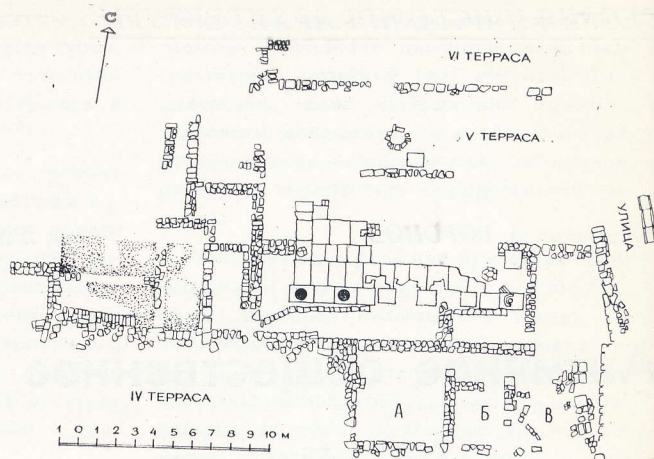 С
VI ТЕРРАСА
V ТЕРРАСА
УЛИЦА
IV ТЕРРАСА
А
Б
В
1 0 1 2 3 4 5 6 7 8 9 10 М